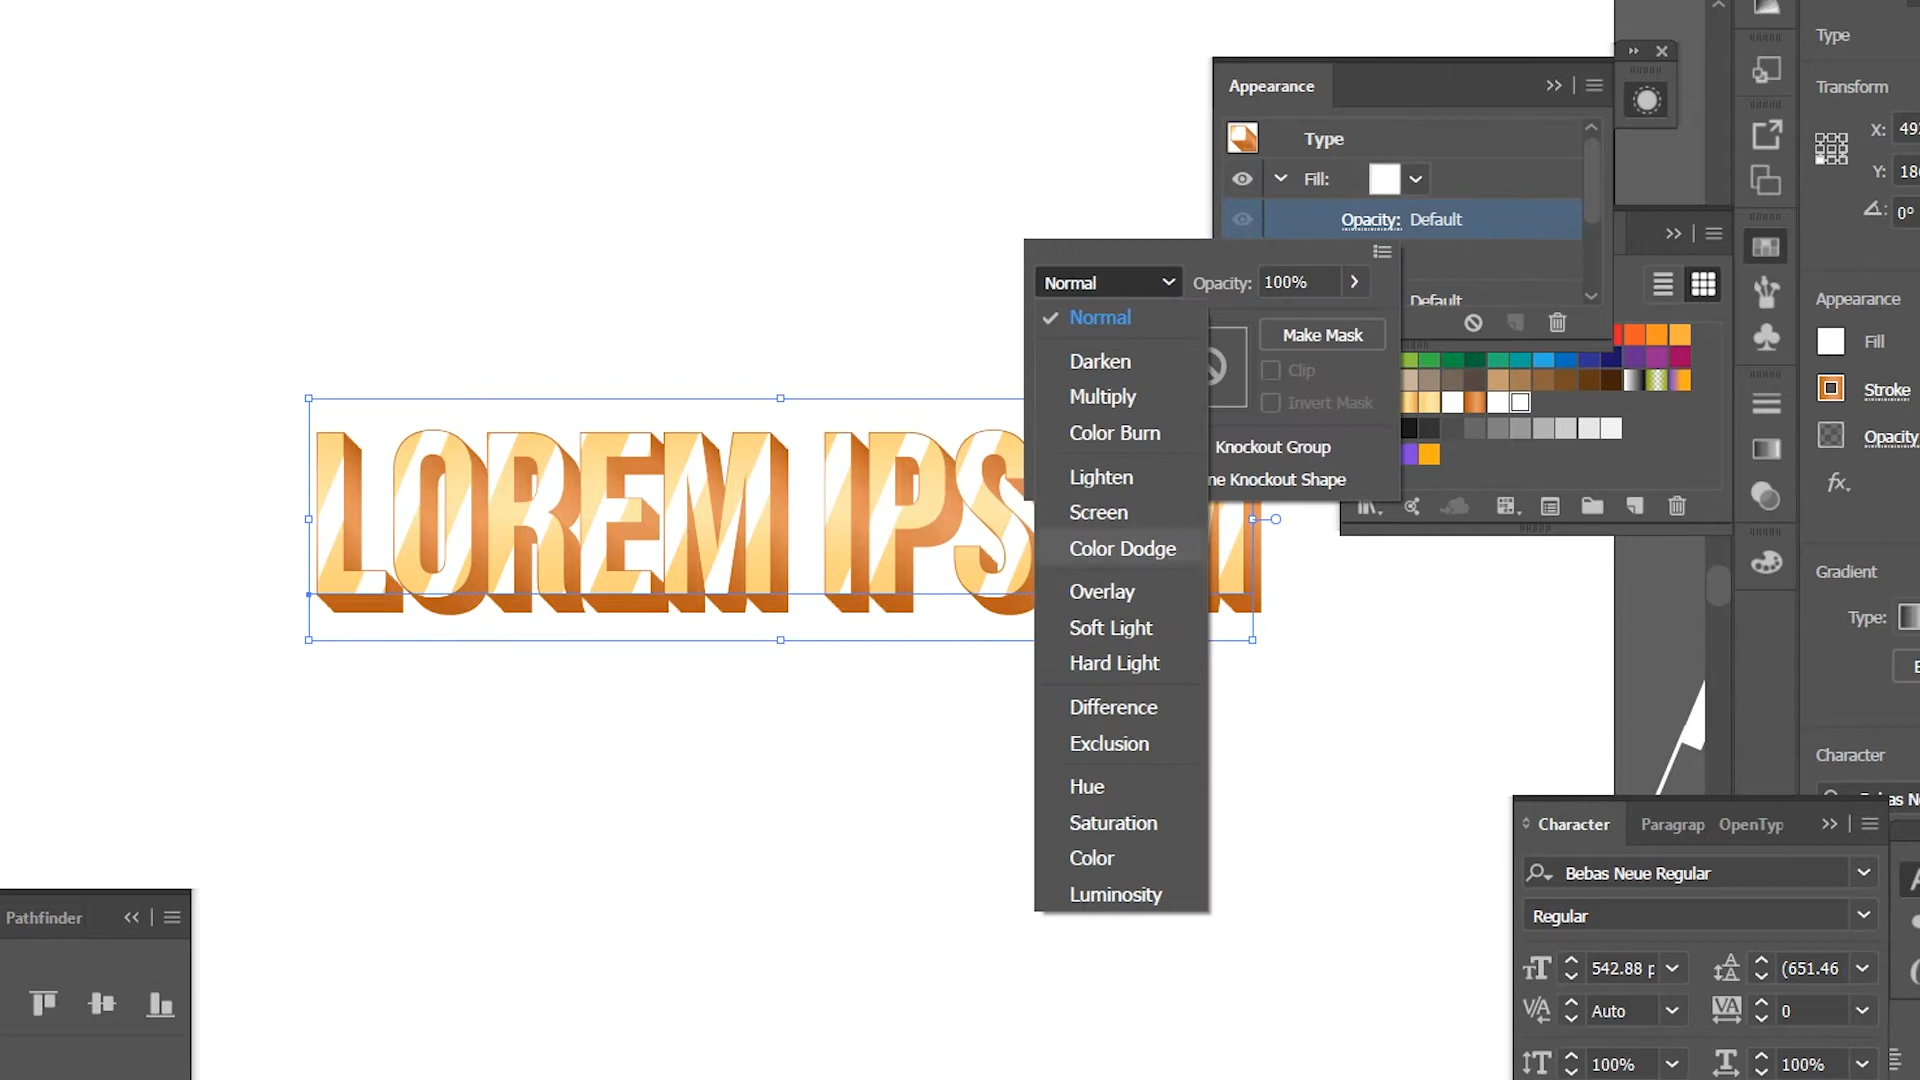 Appearance
Type
Fill:
Opacity: Default
Default
Normal
Opacity: 100%
Normal
Darken
Multiply
Color Burn
Lighten
Screen
Color Dodge
Overlay
Soft Light
Hard Light
Difference
Exclusion
Hue
Saturation
Color
Luminosity
Make Mask
Clip
Invert Mask
Knockout Group
ne Knockout Shape
LOREM IPS M
Type
Transform
X: 49
Y: 18
0°
Appearance
Fill
Stroke
Opacity
fx.
Gradient
Type:
Character
as N
Character Paragrap OpenTyp
Bebas Neue Regular
Regular
542.88 p (651.46
Auto 0
100% 100%
Pathfinder